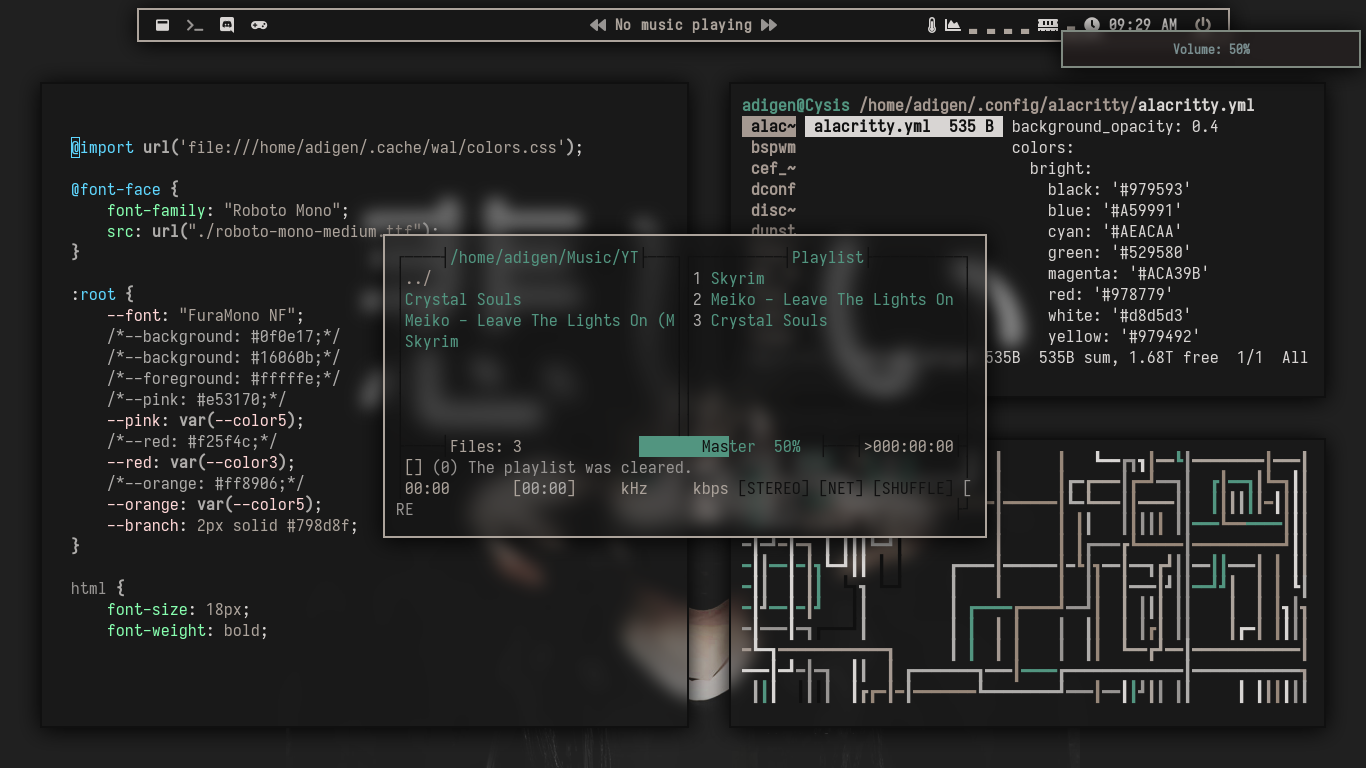 No music playing
09:29 AM
Volume: 50%
@import url('file:///home/adigen/.cache/wal/colors.css');
@font-face {
font-family: "Roboto Mono";
src: url("./roboto-mono-medium.ttf");
}
:root {
--font: "FuraMono NF";
/*--background: #0f0e17;*/
/*--background: #16060b;*/
/*--foreground: #fffffe;*/
/*--pink: #e53170;*/
--pink: var(--color5);
/*--red: #f25f4c;*/
--red: var(--color3);
/*--orange: #ff8906;*/
--orange: var(--color5);
--branch: 2px solid #798d8f;
}
html {
font-size: 18px;
font-weight: bold;
adigen@Cysis /home/adigen/.config/alacritty/alacritty.yml
alac~ alacritty.yml 535 B background_opacity: 0.4
bspwm colors:
cef_~ bright:
dconf black: '#979593'
disc~ blue: '#A59991'
dunst cyan: '#AEACAA'
green: '#529580'
magenta: '#ACA39B'
red: '#978779'
white: '#d8d5d3'
yellow: '#979492'
535B 535B sum, 1.68T free 1/1 All
/home/adigen/Music/YT Playlist
../ 1 Skyrim
Crystal Souls 2 Meiko - Leave The Lights On
Meiko - Leave The Lights On (M 3 Crystal Souls
Skyrim
Files: 3 Master 50% >000:00:00
[] (0) The playlist was cleared.
00:00 [00:00] kHz kbps [STEREO] [NET] [SHUFFLE] [
RE